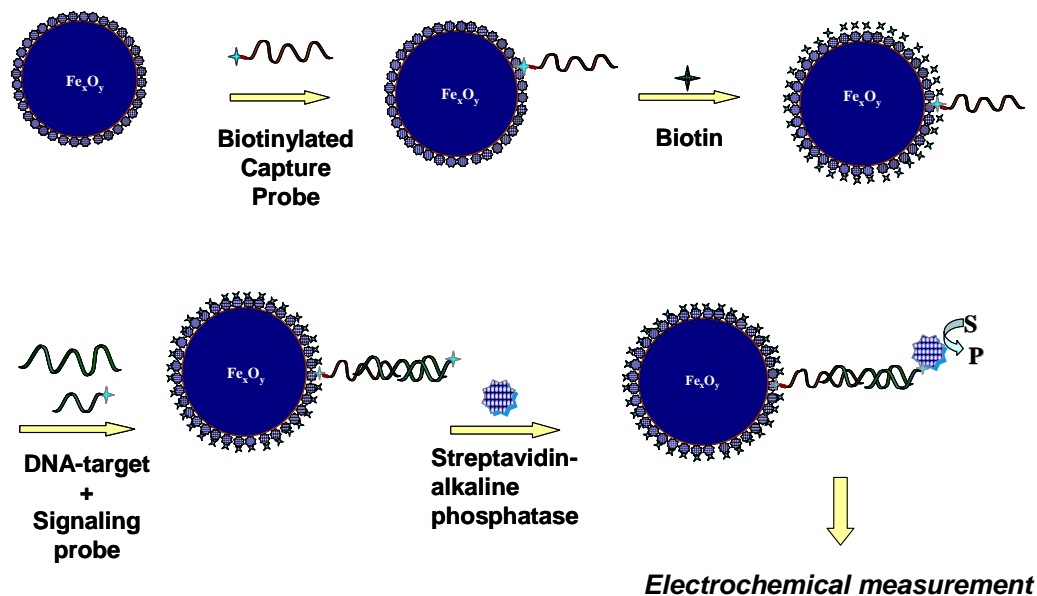 FexOy
FexOy
FexOy
Biotinylated
Capture
Probe
Biotin
FexOy
FexOy
S
P
DNA-target
+
Signaling
probe
Streptavidin-
alkaline
phosphatase
Electrochemical measurement